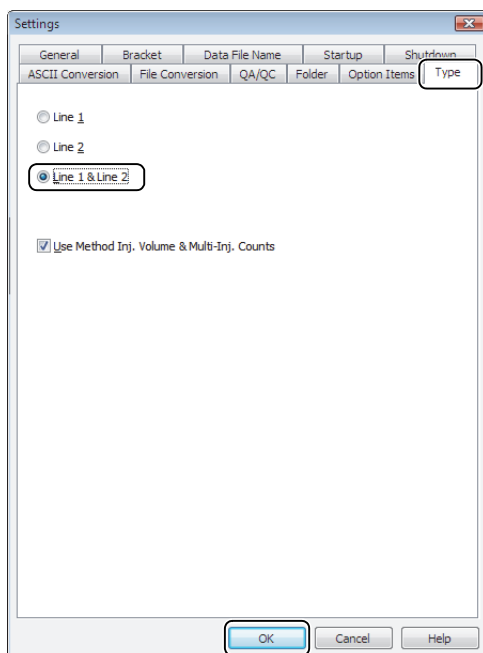 Settings
General Bracket Data File Name Startup Shutdown
ASCII Conversion File Conversion QA/QC Folder Option Items Type
Line 1
Line 2
Line 1 & Line 2
Use Method Inj. Volume & Multi-Inj. Counts
OK Cancel Help